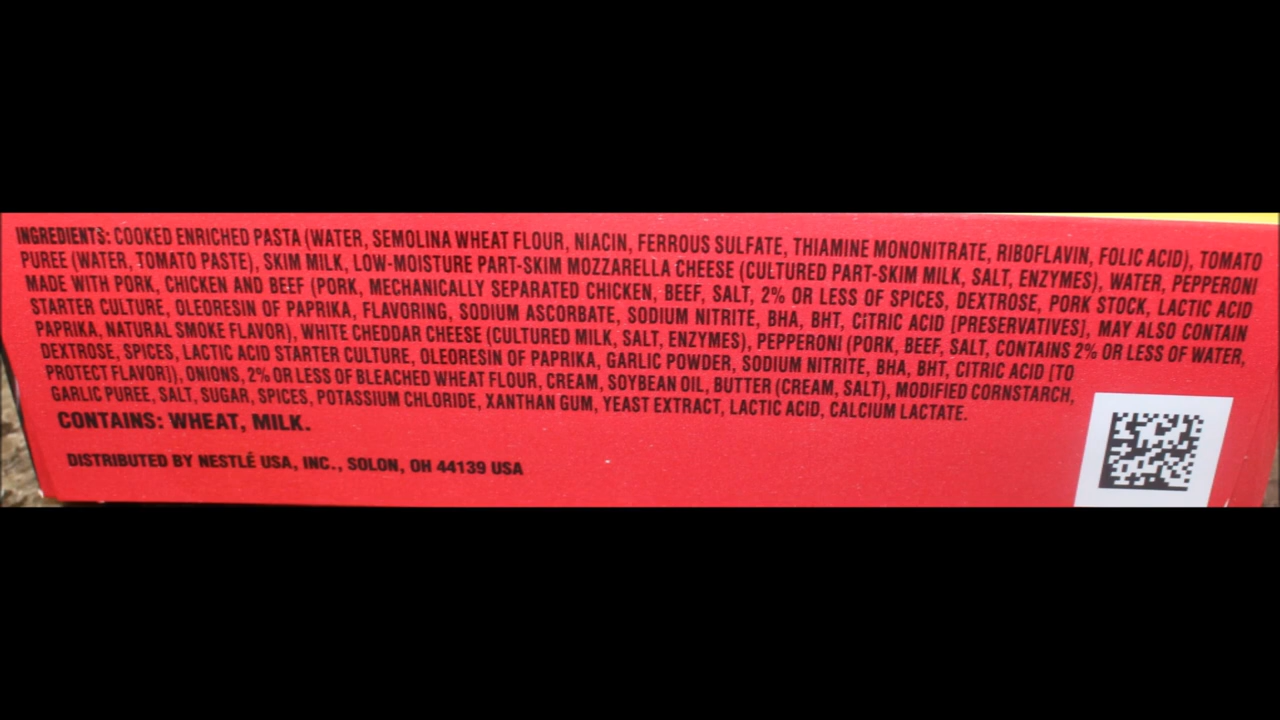 INGREDIENTS: COOKED ENRICHED PASTA (WATER, SEMOLINA WHEAT FLOUR, NIACIN, FERROUS SULFATE, THIAMINE MONONITRATE, RIBOFLAVIN, FOLIC ACID), TOMATO
PUREE (WATER, TOMATO PASTE), SKIM MILK, LOW-MOISTURE PART-SKIM MOZZARELLA CHEESE (CULTURED PART-SKIM MILK, SALT, ENZYMES), WATER, PEPPERONI
MADE WITH PORK, CHICKEN AND BEEF (PORK, MECHANICALLY SEPARATED CHICKEN, BEEF, SALT, 2% OR LESS OF SPICES, DEXTROSE, PORK STOCK, LACTIC ACID
STARTER CULTURE, OLEORESIN OF PAPRIKA, FLAVORING, SODIUM ASCORBATE, SODIUM NITRITE, BHA, BHT, CITRIC ACID [PRESERVATIVES], MAY ALSO CONTAIN
PAPRIKA, NATURAL SMOKE FLAVOR), WHITE CHEDDAR CHEESE (CULTURED MILK, SALT, ENZYMES), PEPPERONI (PORK, BEEF, SALT, CONTAINS 2% OR LESS OF WATER,
DEXTROSE, SPICES, LACTIC ACID STARTER CULTURE, OLEORESIN OF PAPRIKA, GARLIC POWDER, SODIUM NITRITE, BHA, BHT, CITRIC ACID [TO
PROTECT FLAVOR]), ONIONS, 2% OR LESS OF BLEACHED WHEAT FLOUR, CREAM, SOYBEAN OIL, BUTTER (CREAM, SALT), MODIFIED CORNSTARCH,
GARLIC PUREE, SALT, SUGAR, SPICES, POTASSIUM CHLORIDE, XANTHAN GUM, YEAST EXTRACT, LACTIC ACID, CALCIUM LACTATE.
CONTAINS: WHEAT, MILK.
DISTRIBUTED BY NESTLÉ USA, INC., SOLON, OH 44139 USA